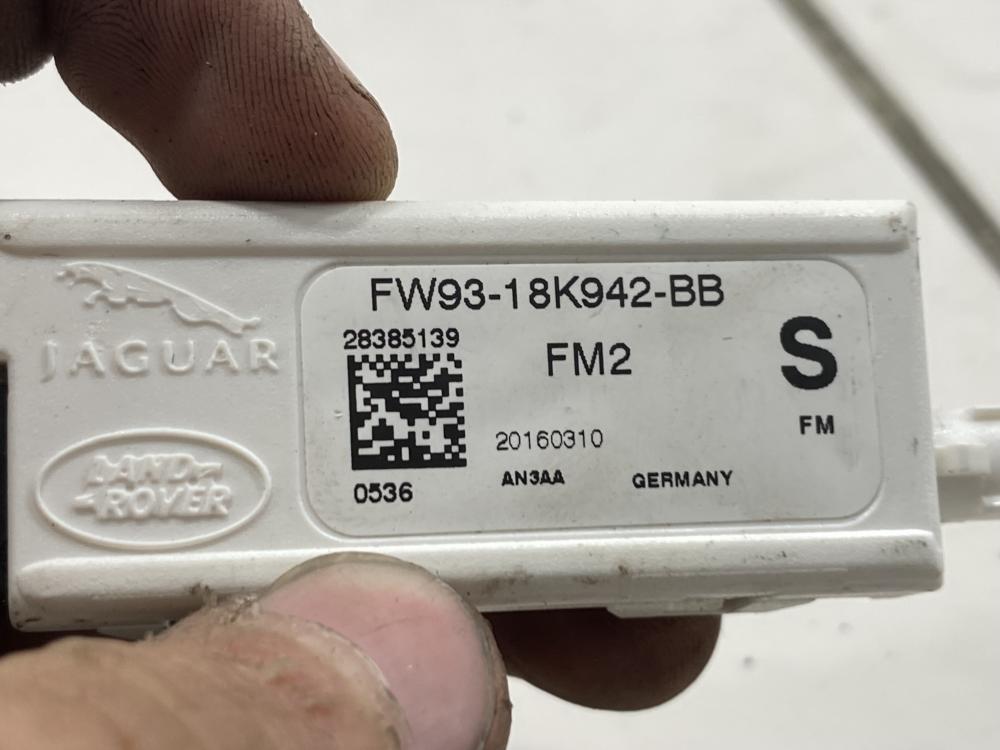 JAGUAR
LAND-
-ROVER
FW93-18K942-BB
28385139
FM2
S
FM
20160310
0536
AN3AA
GERMANY